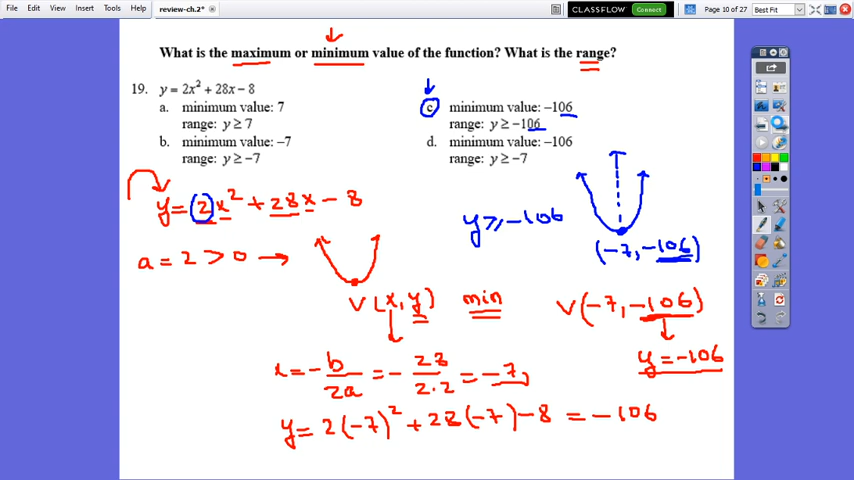 File Edit View Insert Tools Help review-ch.2* CLASSFLOW Connect Page 10 of 27 Best Fit
What is the maximum or minimum value of the function? What is the range?
19. y = 2x² + 28x – 8
a. minimum value: 7
range: y ≥ 7
b. minimum value: –7
range: y ≥ –7
c. minimum value: –106
range: y ≥ –106
d. minimum value: –106
range: y ≥ –7
y = 2x² + 28x - 8
y ≥ -106
(-7, -106)
a = 2 > 0 →
V (x, y) min
V(-7, -106)
y = -106
x = -b/2a = -28/2·2 = -7,
y = 2(-7)² + 28(-7) - 8 = -106